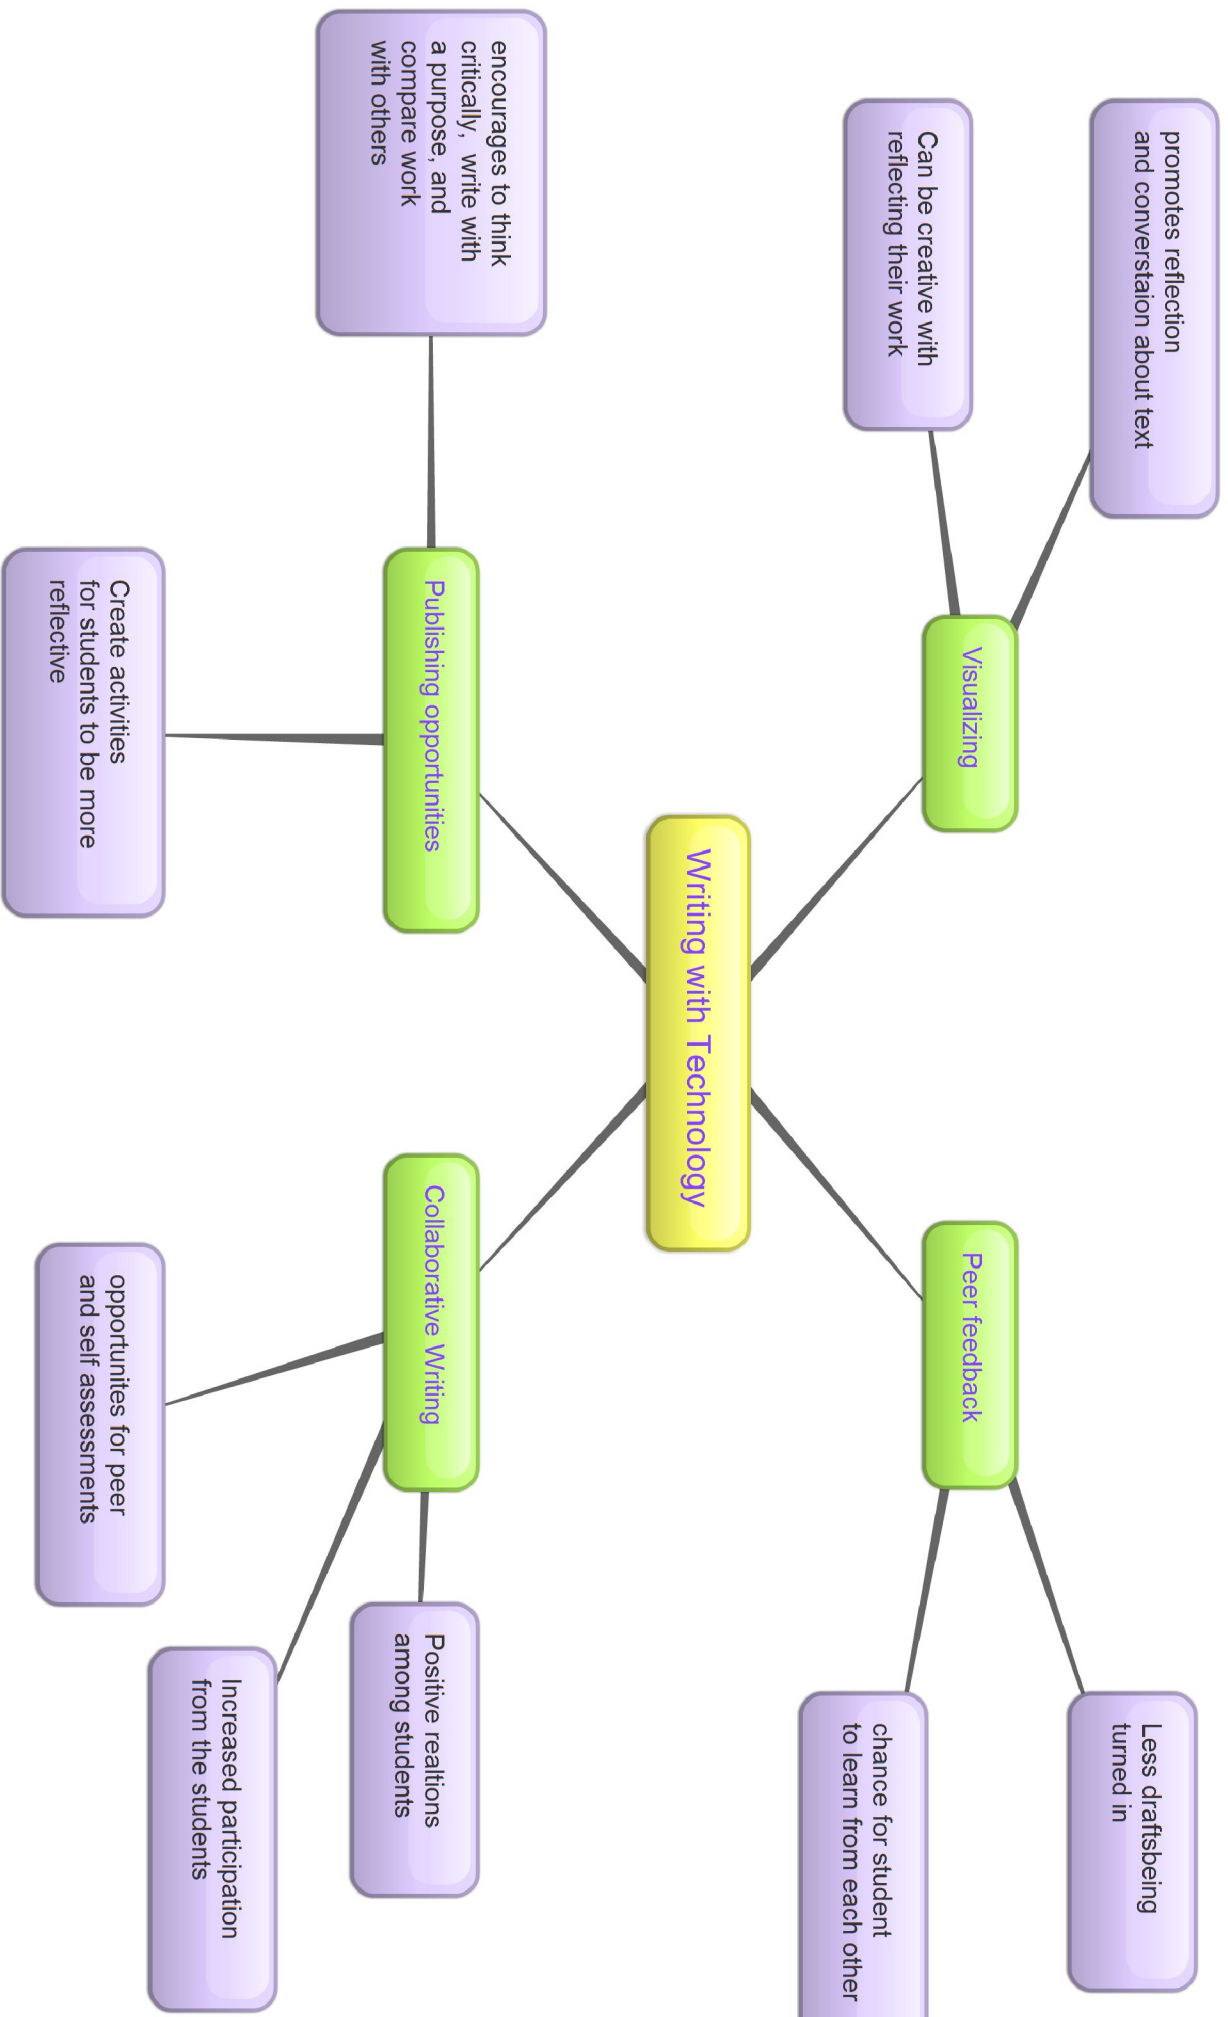 promotes reflection
and converstaion about text
Can be creative with
reflecting their work
Visualizing
Peer feedback
Less draftsbeing
turned in
chance for student
to learn from each other
Writing with Technology
encourages to think
critically, write with
a purpose, and
compare work
with others
Publishing opportunities
Create activities
for students to be more
reflective
Collaborative Writing
Positive realtions
among students
Increased participation
from the students
opportunites for peer
and self assessments